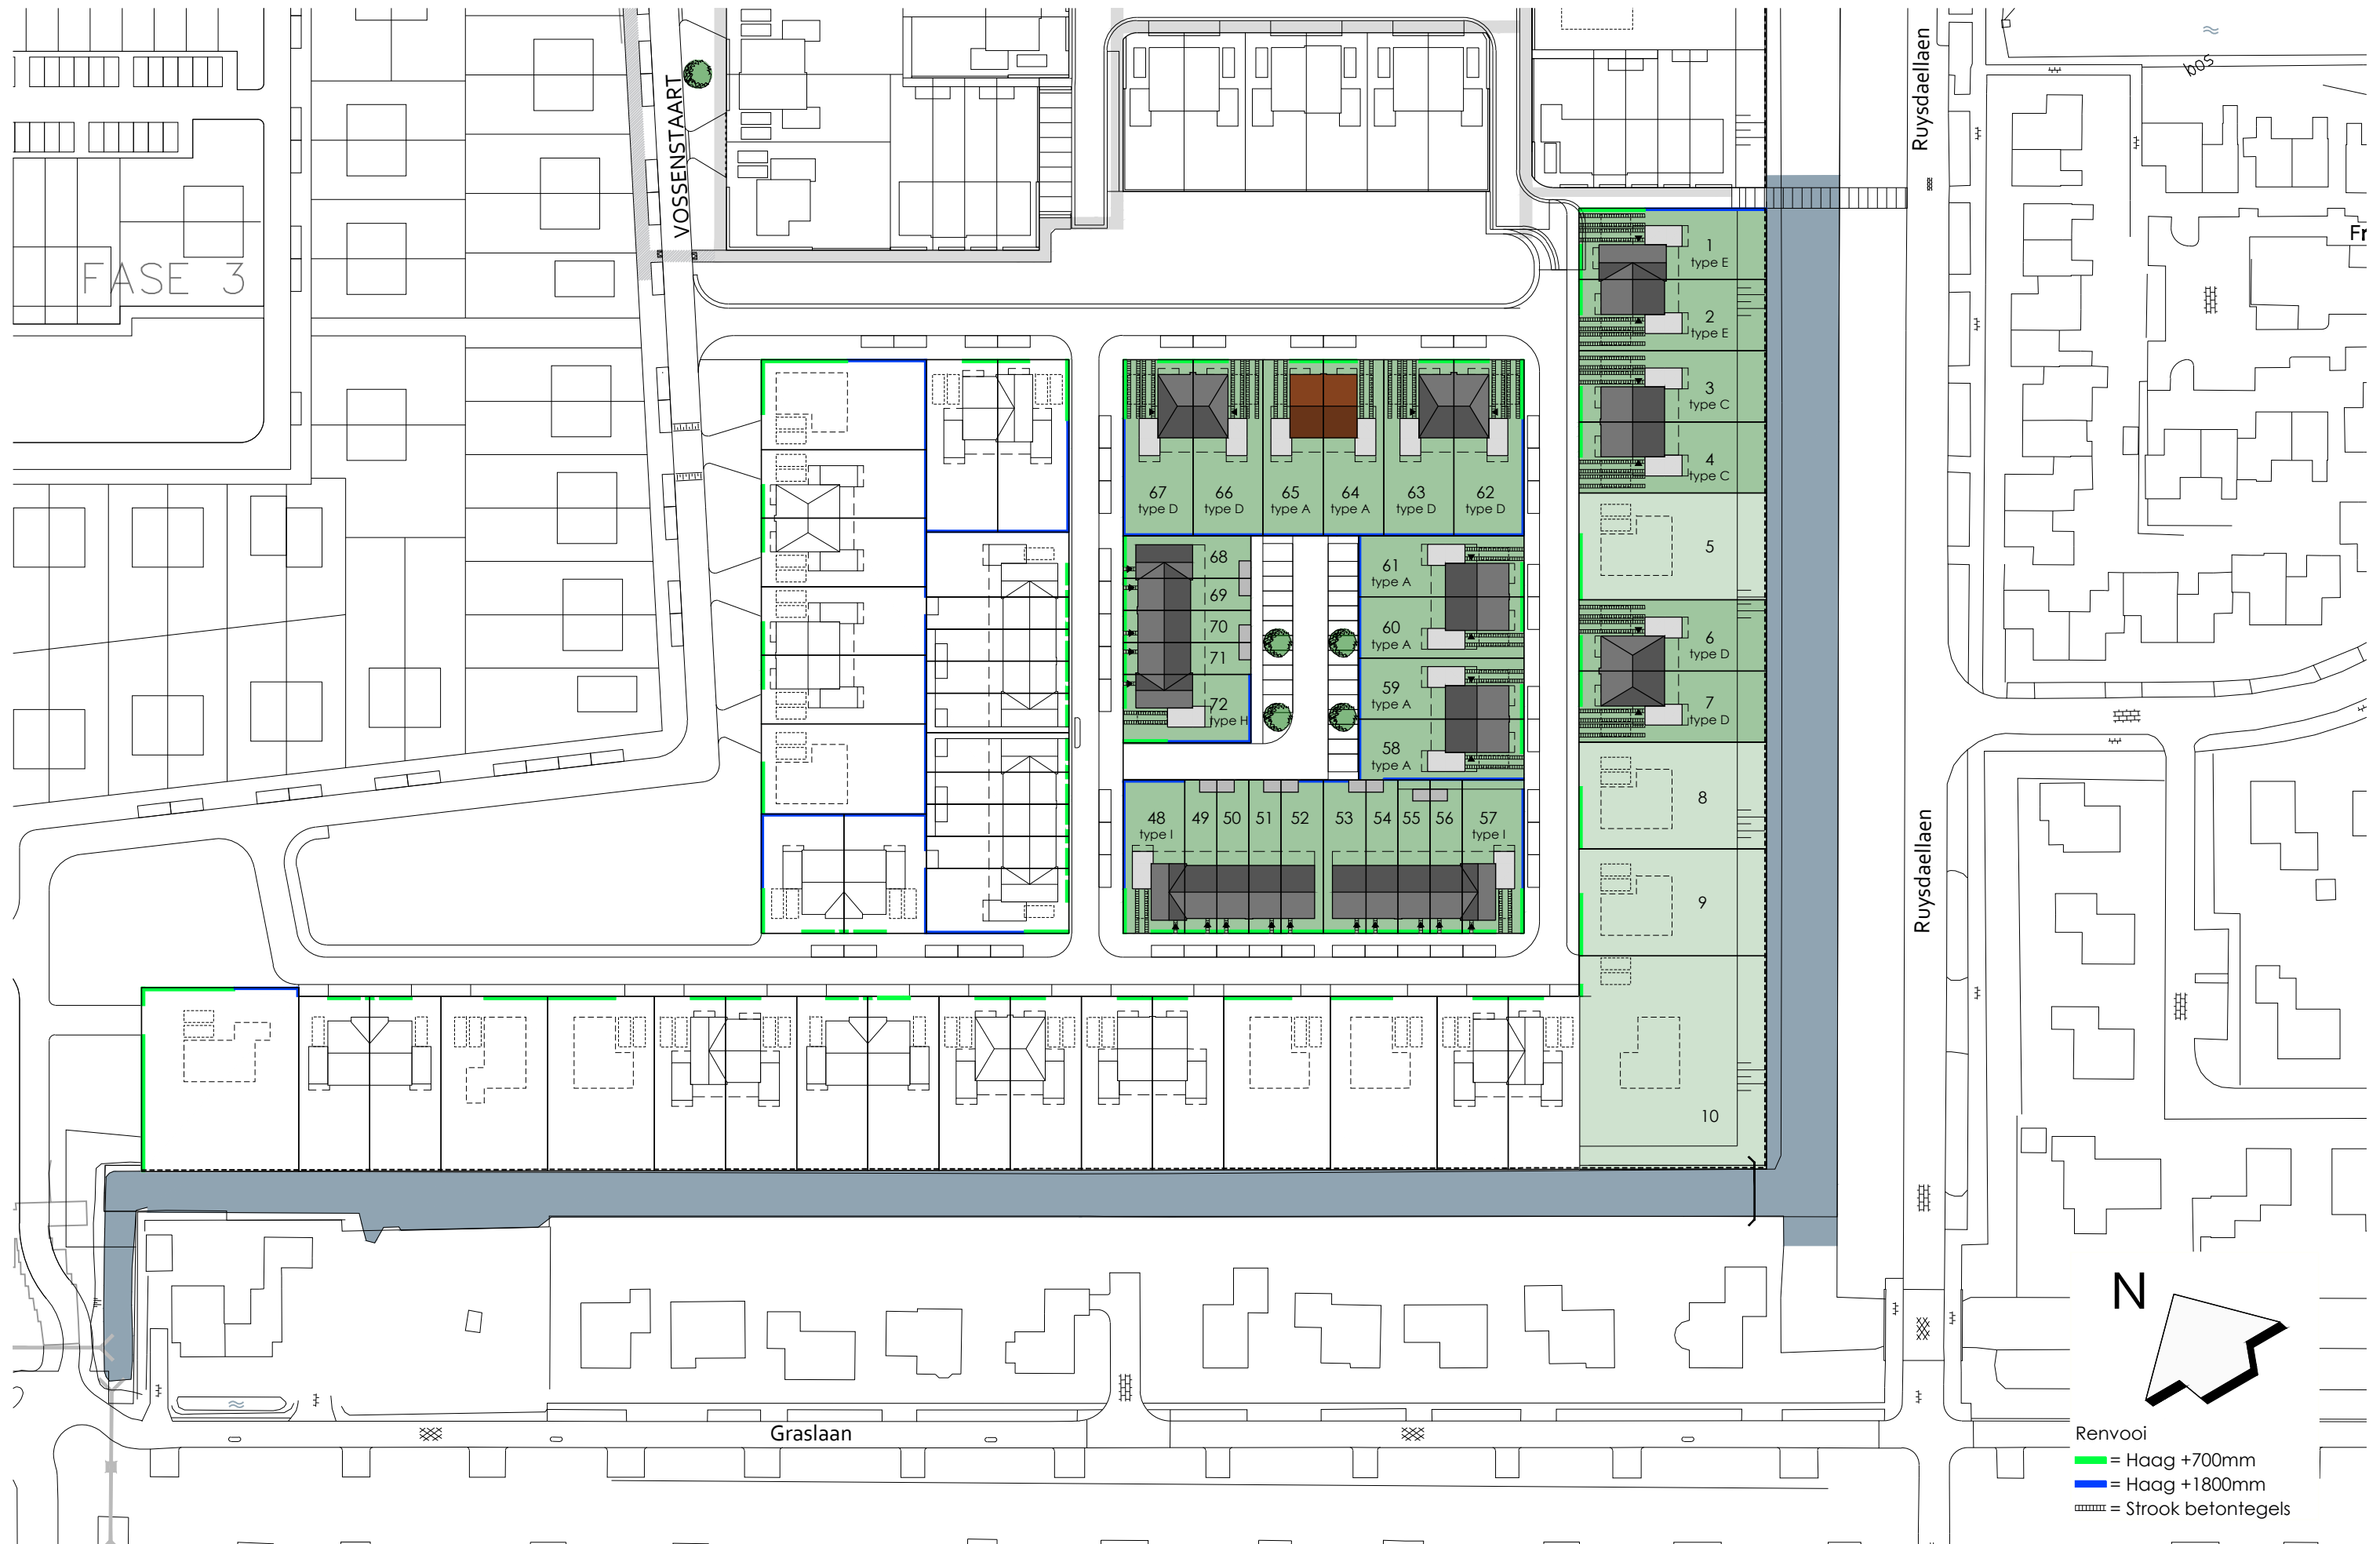 Ruysdaellaen
bos
VOSSENSTAART
FASE 3
Fr
1
type E
2
type E
3
type C
4
type C
5
6
type D
7
type D
8
9
10
67
type D
66
type D
65
type A
64
type A
63
type D
62
type D
68
69
70
71
72
type H
61
type A
60
type A
59
type A
58
type A
48
type I
49
50
51
52
53
54
55
56
57
type I
Ruysdaellaen
Graslaan
N
Renvooi
= Haag +700mm
= Haag +1800mm
= Strook betontegels